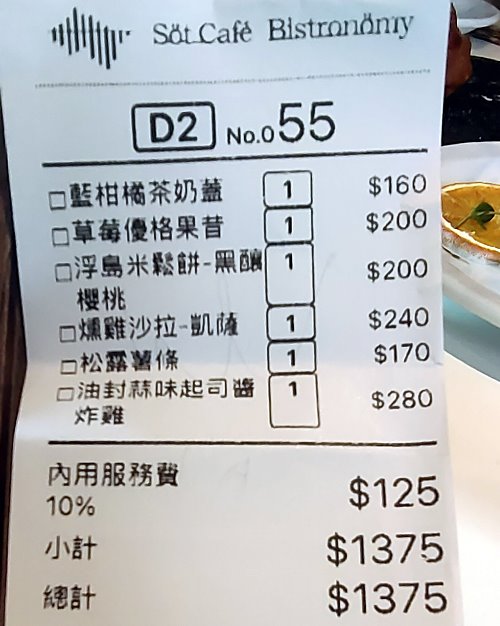 Söt Café Bistronömy
D2 No.055
□藍柑橘茶奶蓋 1 $160
□草莓優格果昔 1 $200
□浮島米鬆餅-黑釀 1 $200
櫻桃
□燻雞沙拉-凱薩 1 $240
□松露薯條 1 $170
□油封蒜味起司醬 1 $280
炸雞
內用服務費 $125
10%
小計 $1375
總計 $1375